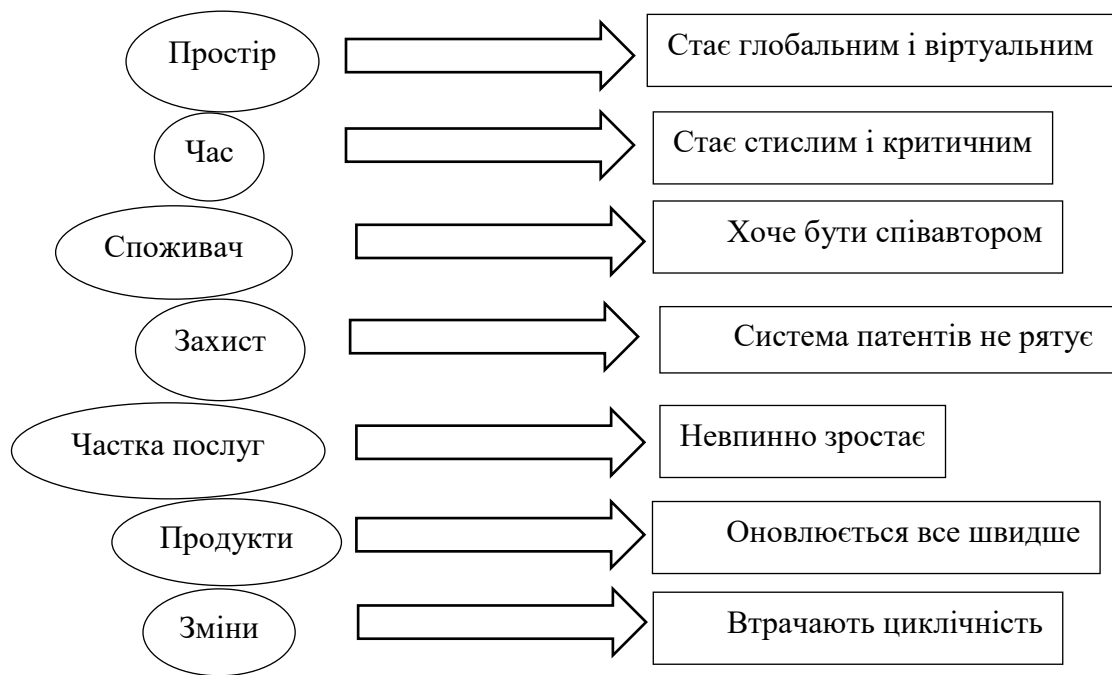 Простір
Стає глобальним і віртуальним
Час
Стає стислим і критичним
Споживач
Хоче бути співавтором
Захист
Система патентів не рятує
Частка послуг
Невпинно зростає
Продукти
Оновлюється все швидше
Зміни
Втрачають циклічність